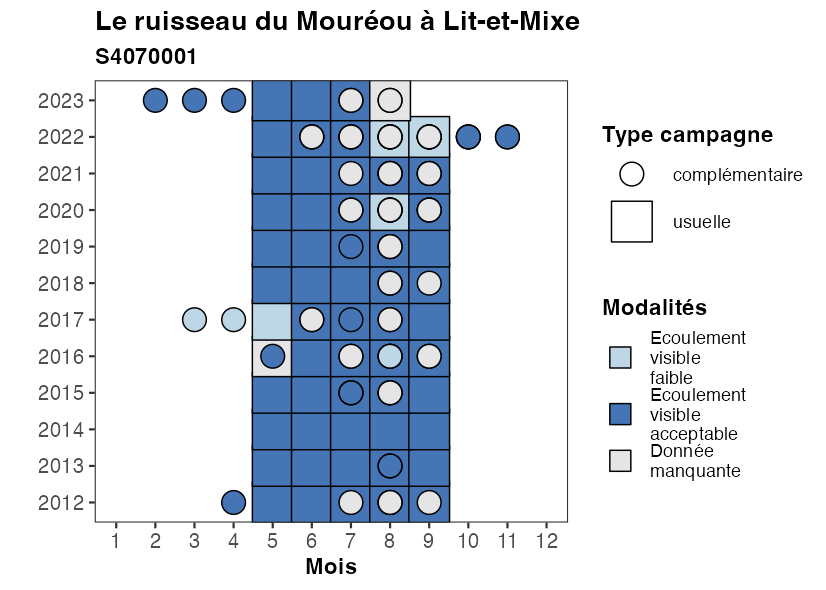 Le ruisseau du Mouréou à Lit-et-Mixe
S4070001
2023
2022
2021
2020
2019
2018
2017
2016
2015
2014
2013
2012
1 2 3 4 5 6 7 8 9 10 11 12
Mois
Type campagne
complémentaire
usuelle
Modalités
Ecoulement
visible
faible
Ecoulement
visible
acceptable
Donnée
manquante